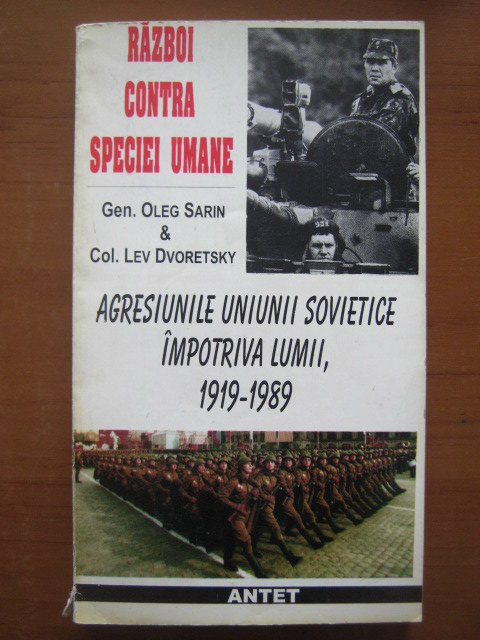 RĂZBOI
CONTRA
SPECIEI UMANE
Gen. OLEG SARIN
&
Col. LEV DVORETSKY
AGRESIUNILE UNIUNII SOVIETICE
ÎMPOTRIVA LUMII,
1919-1989
ANTET